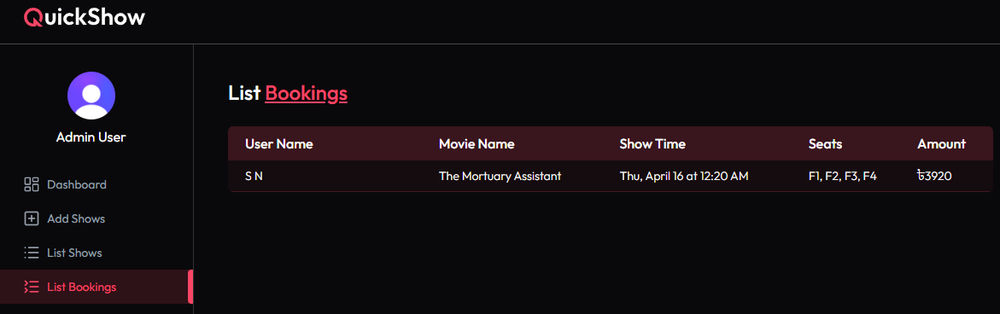 QuickShow
Admin User
Dashboard
Add Shows
List Shows
List Bookings
List Bookings
User Name Movie Name Show Time Seats Amount
S N The Mortuary Assistant Thu, April 16 at 12:20 AM F1, F2, F3, F4 ৳3920